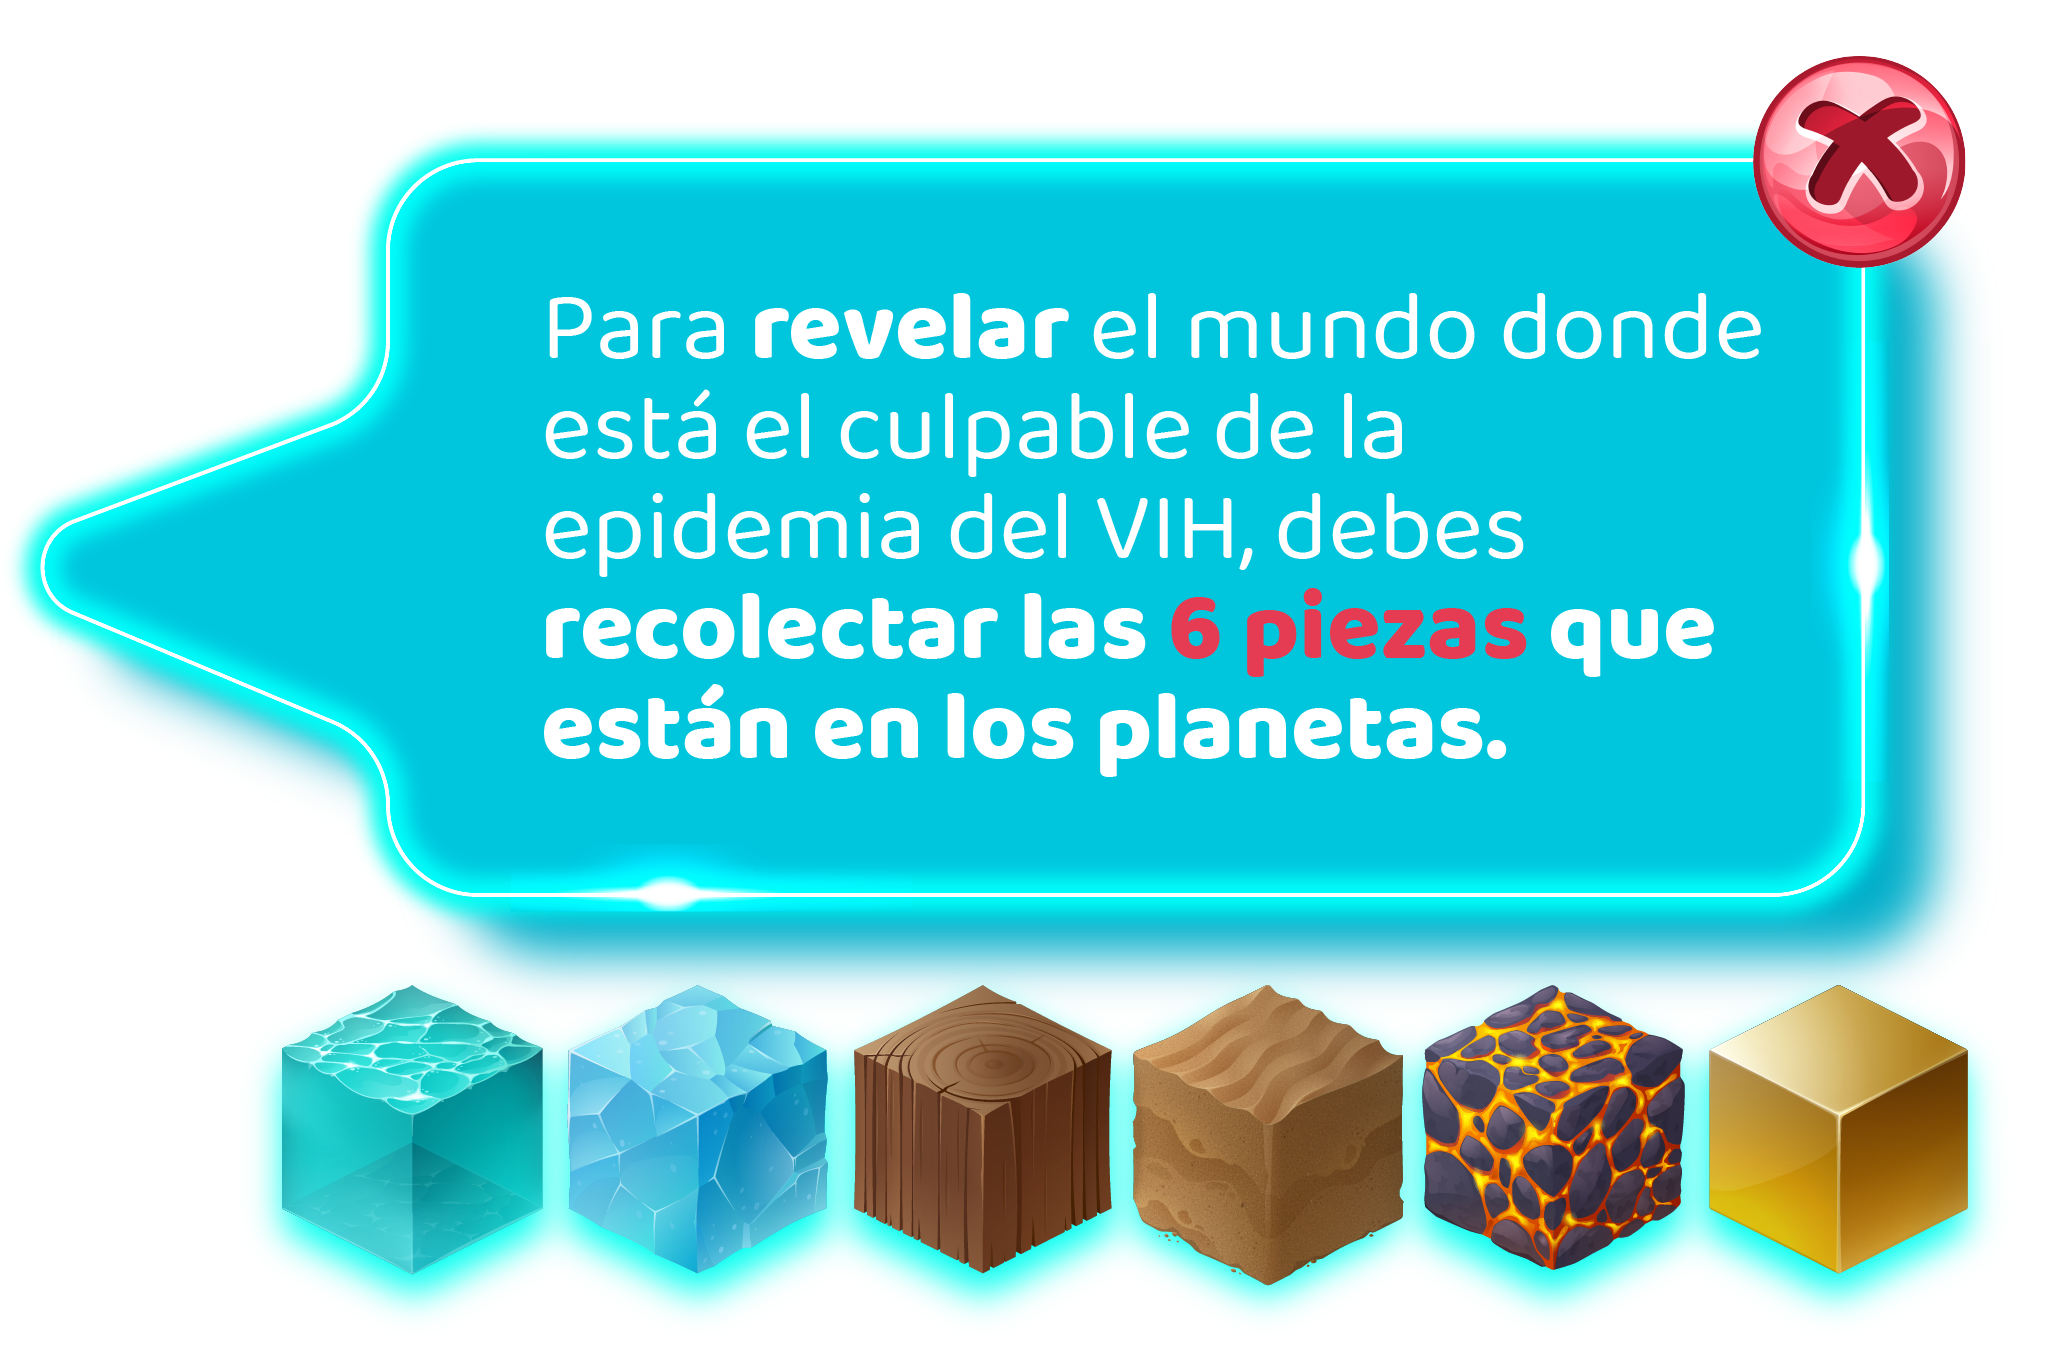 Para revelar el mundo donde
está el culpable de la
epidemia del VIH, debes
recolectar las 6 piezas que
están en los planetas.